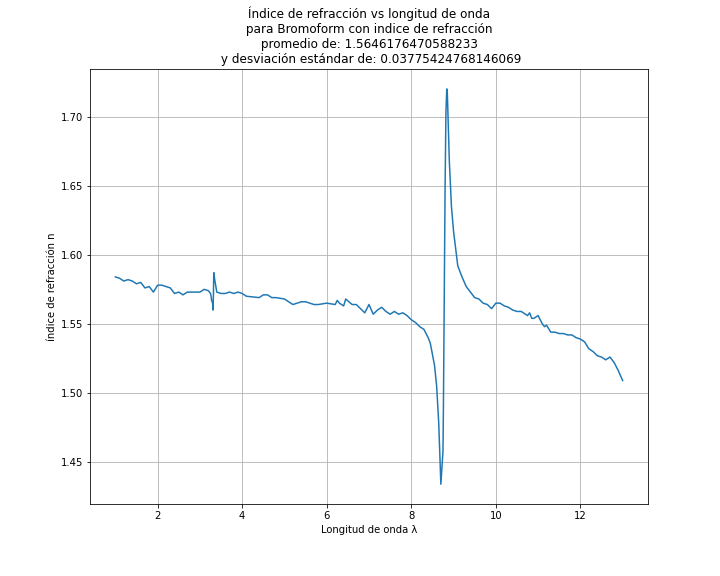 Índice de refracción vs longitud de onda
para Bromoform con indice de refracción
promedio de: 1.5646176470588233
y desviación estándar de: 0.03775424768146069
1.70
1.65
1.60
1.55
1.50
1.45
índice de refracción n
2 4 6 8 10 12
Longitud de onda λ